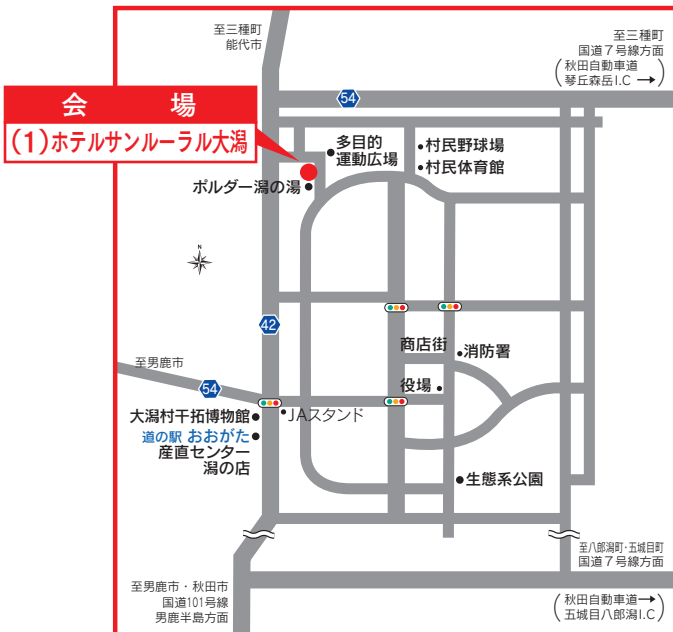 至三種町
能代市
至三種町
国道7号線方面
(秋田自動車道
琴丘森岳I.C →)
54
会場
(1)ホテルサンルーラル大潟
多目的
運動広場
村民野球場
村民体育館
ポルダー潟の湯
N
42
商店街
消防署
至男鹿市
54
役場
大潟村干拓博物館
JAスタンド
道の駅 おおがた
産直センター
潟の店
生態系公園
至八郎潟町・五城目町
国道7号線方面
至男鹿市・秋田市
国道101号線
男鹿半島方面
(秋田自動車道→
五城目八郎潟I.C)